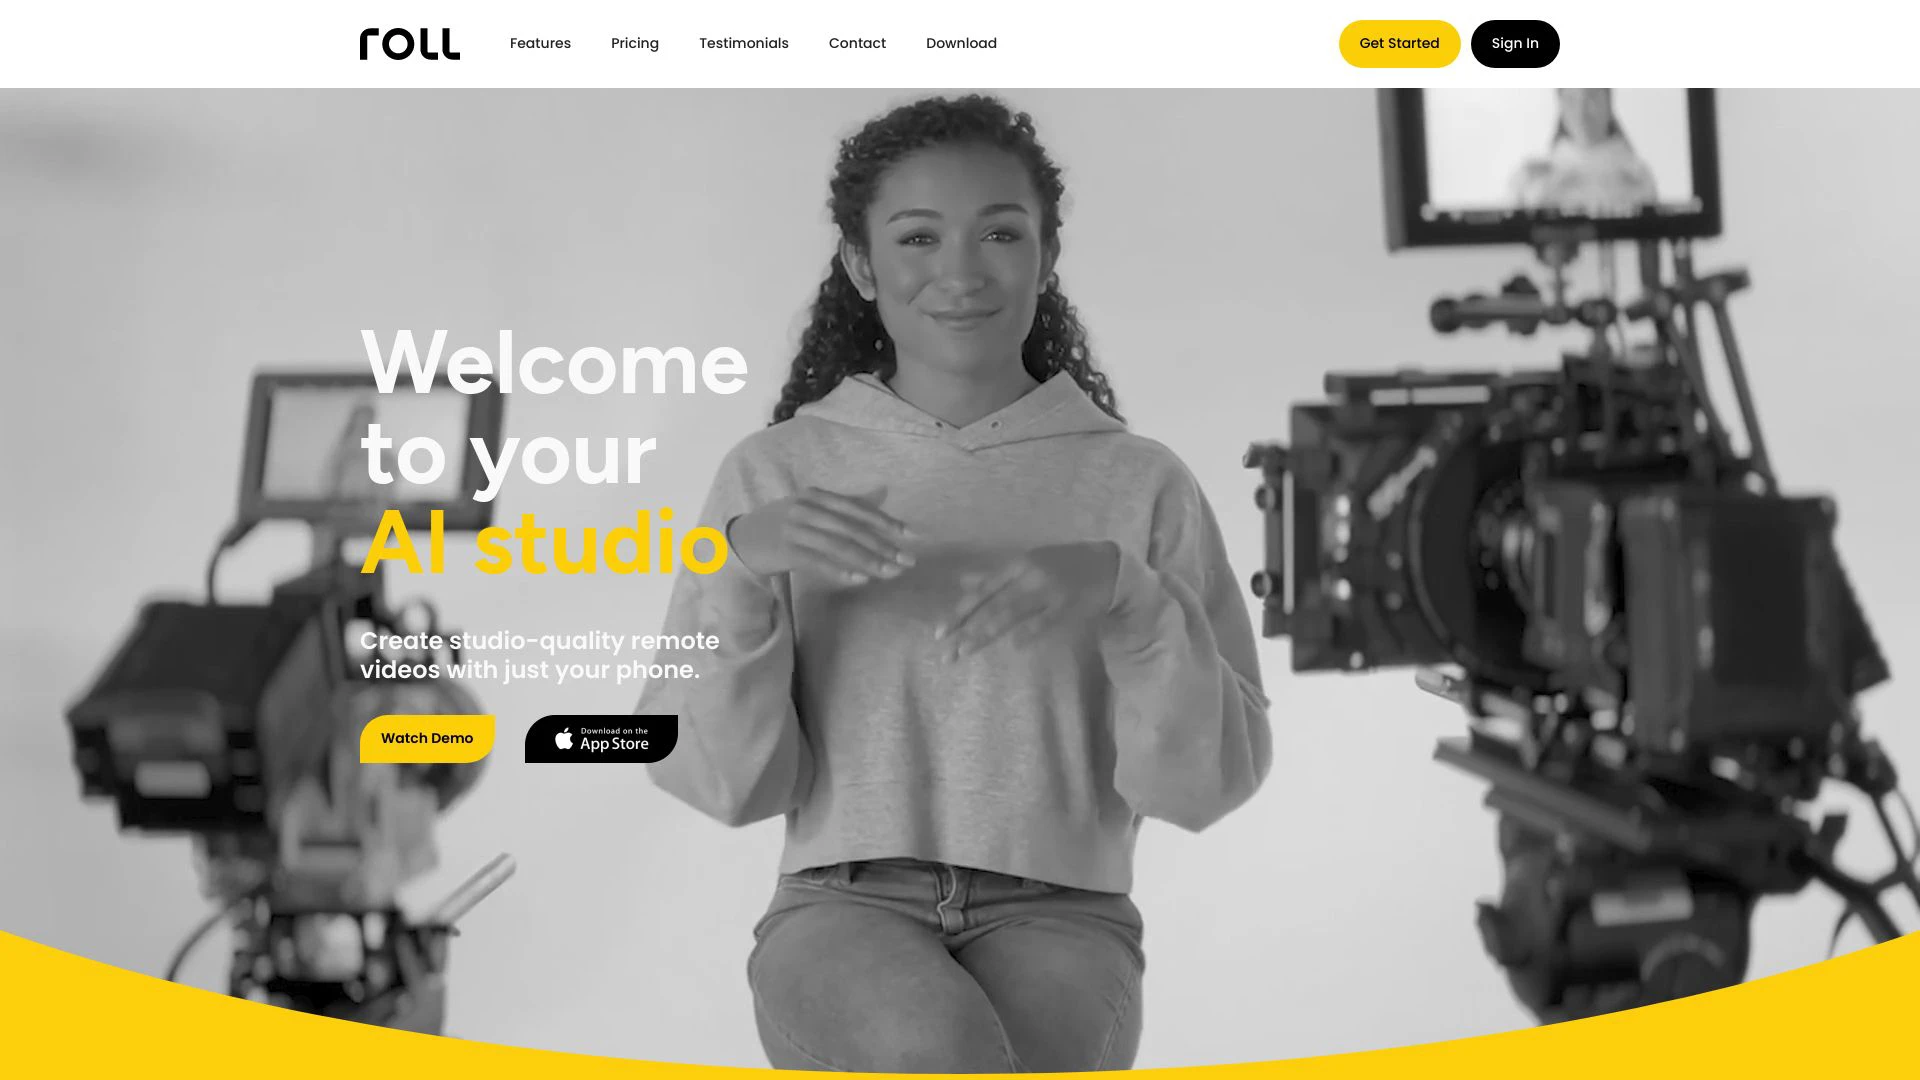 roll
Features
Pricing
Testimonials
Contact
Download
Get Started
Sign In
Welcome
to your
AI studio
Create studio-quality remote
videos with just your phone.
Watch Demo
Download on the
App Store